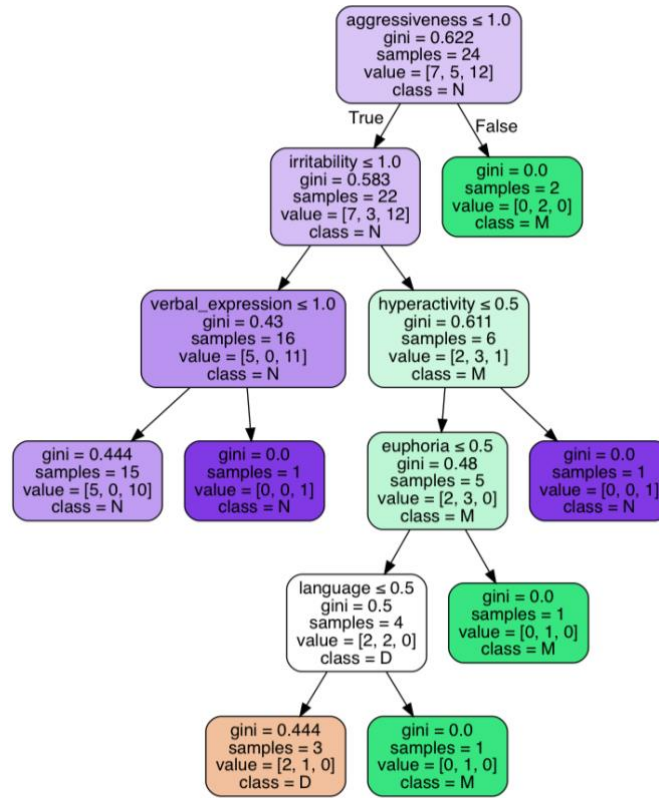 aggressiveness ≤ 1.0
gini = 0.622
samples = 24
value = [7, 5, 12]
class = N
True
False
irritability ≤ 1.0
gini = 0.583
samples = 22
value = [7, 3, 12]
class = N
gini = 0.0
samples = 2
value = [0, 2, 0]
class = M
verbal_expression ≤ 1.0
gini = 0.43
samples = 16
value = [5, 0, 11]
class = N
hyperactivity ≤ 0.5
gini = 0.611
samples = 6
value = [2, 3, 1]
class = M
gini = 0.444
samples = 15
value = [5, 0, 10]
class = N
gini = 0.0
samples = 1
value = [0, 0, 1]
class = N
euphoria ≤ 0.5
gini = 0.48
samples = 5
value = [2, 3, 0]
class = M
gini = 0.0
samples = 1
value = [0, 0, 1]
class = N
language ≤ 0.5
gini = 0.5
samples = 4
value = [2, 2, 0]
class = D
gini = 0.0
samples = 1
value = [0, 1, 0]
class = M
gini = 0.444
samples = 3
value = [2, 1, 0]
class = D
gini = 0.0
samples = 1
value = [0, 1, 0]
class = M